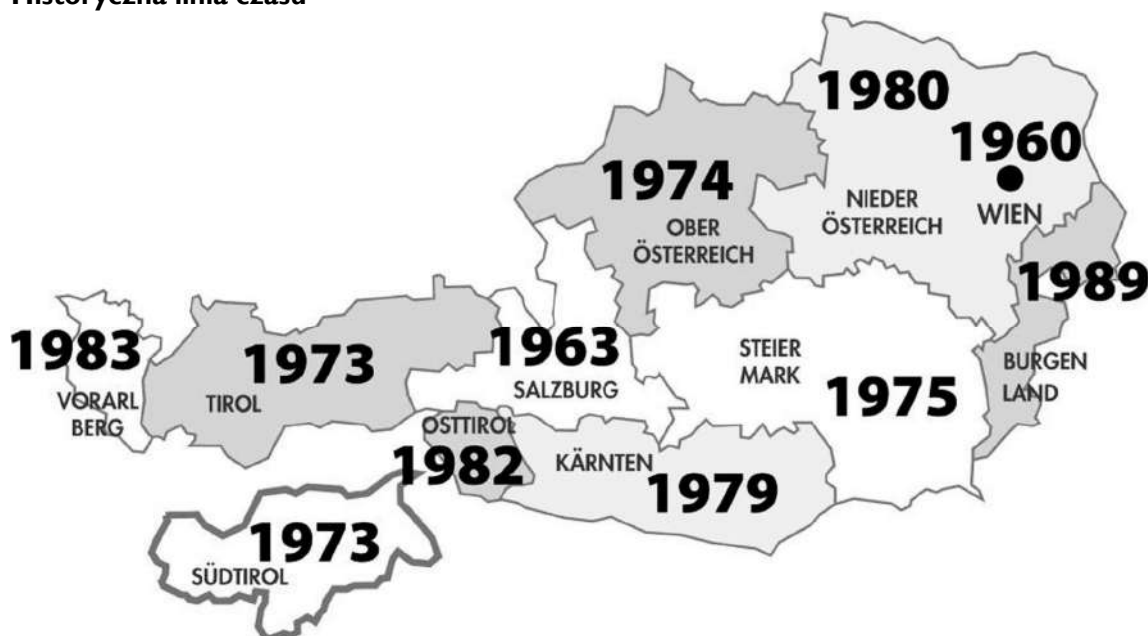 Historyczna linia czasu
1980
1960
1974
NIEDER
ÖSTERREICH
WIEN
OBER
ÖSTERREICH
1989
1983
1973
1963
STEIER
MARK
BURGEN
LAND
VORARL
BERG
TIROL
SALZBURG
1975
OSTTIROL
1982
KÄRNTEN
1979
1973
SÜDTIROL